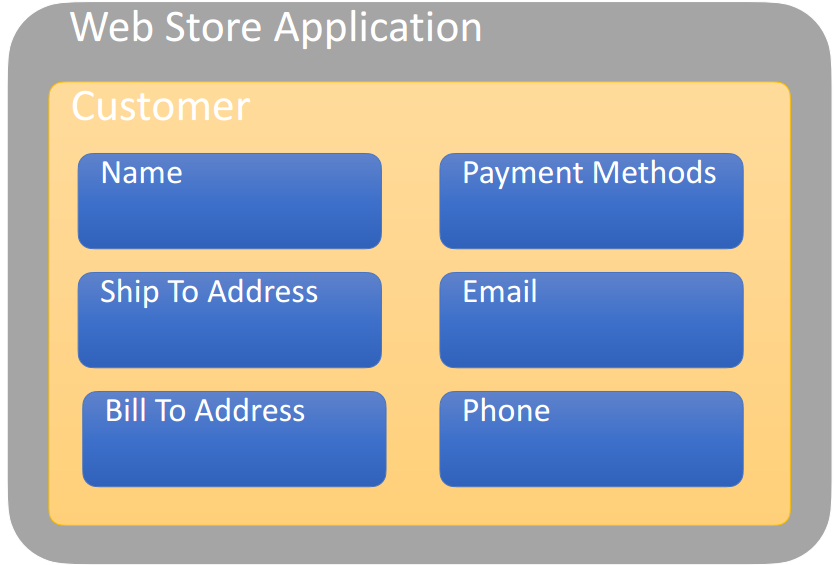 Web Store Application
Customer
Name
Payment Methods
Ship To Address
Email
Bill To Address
Phone